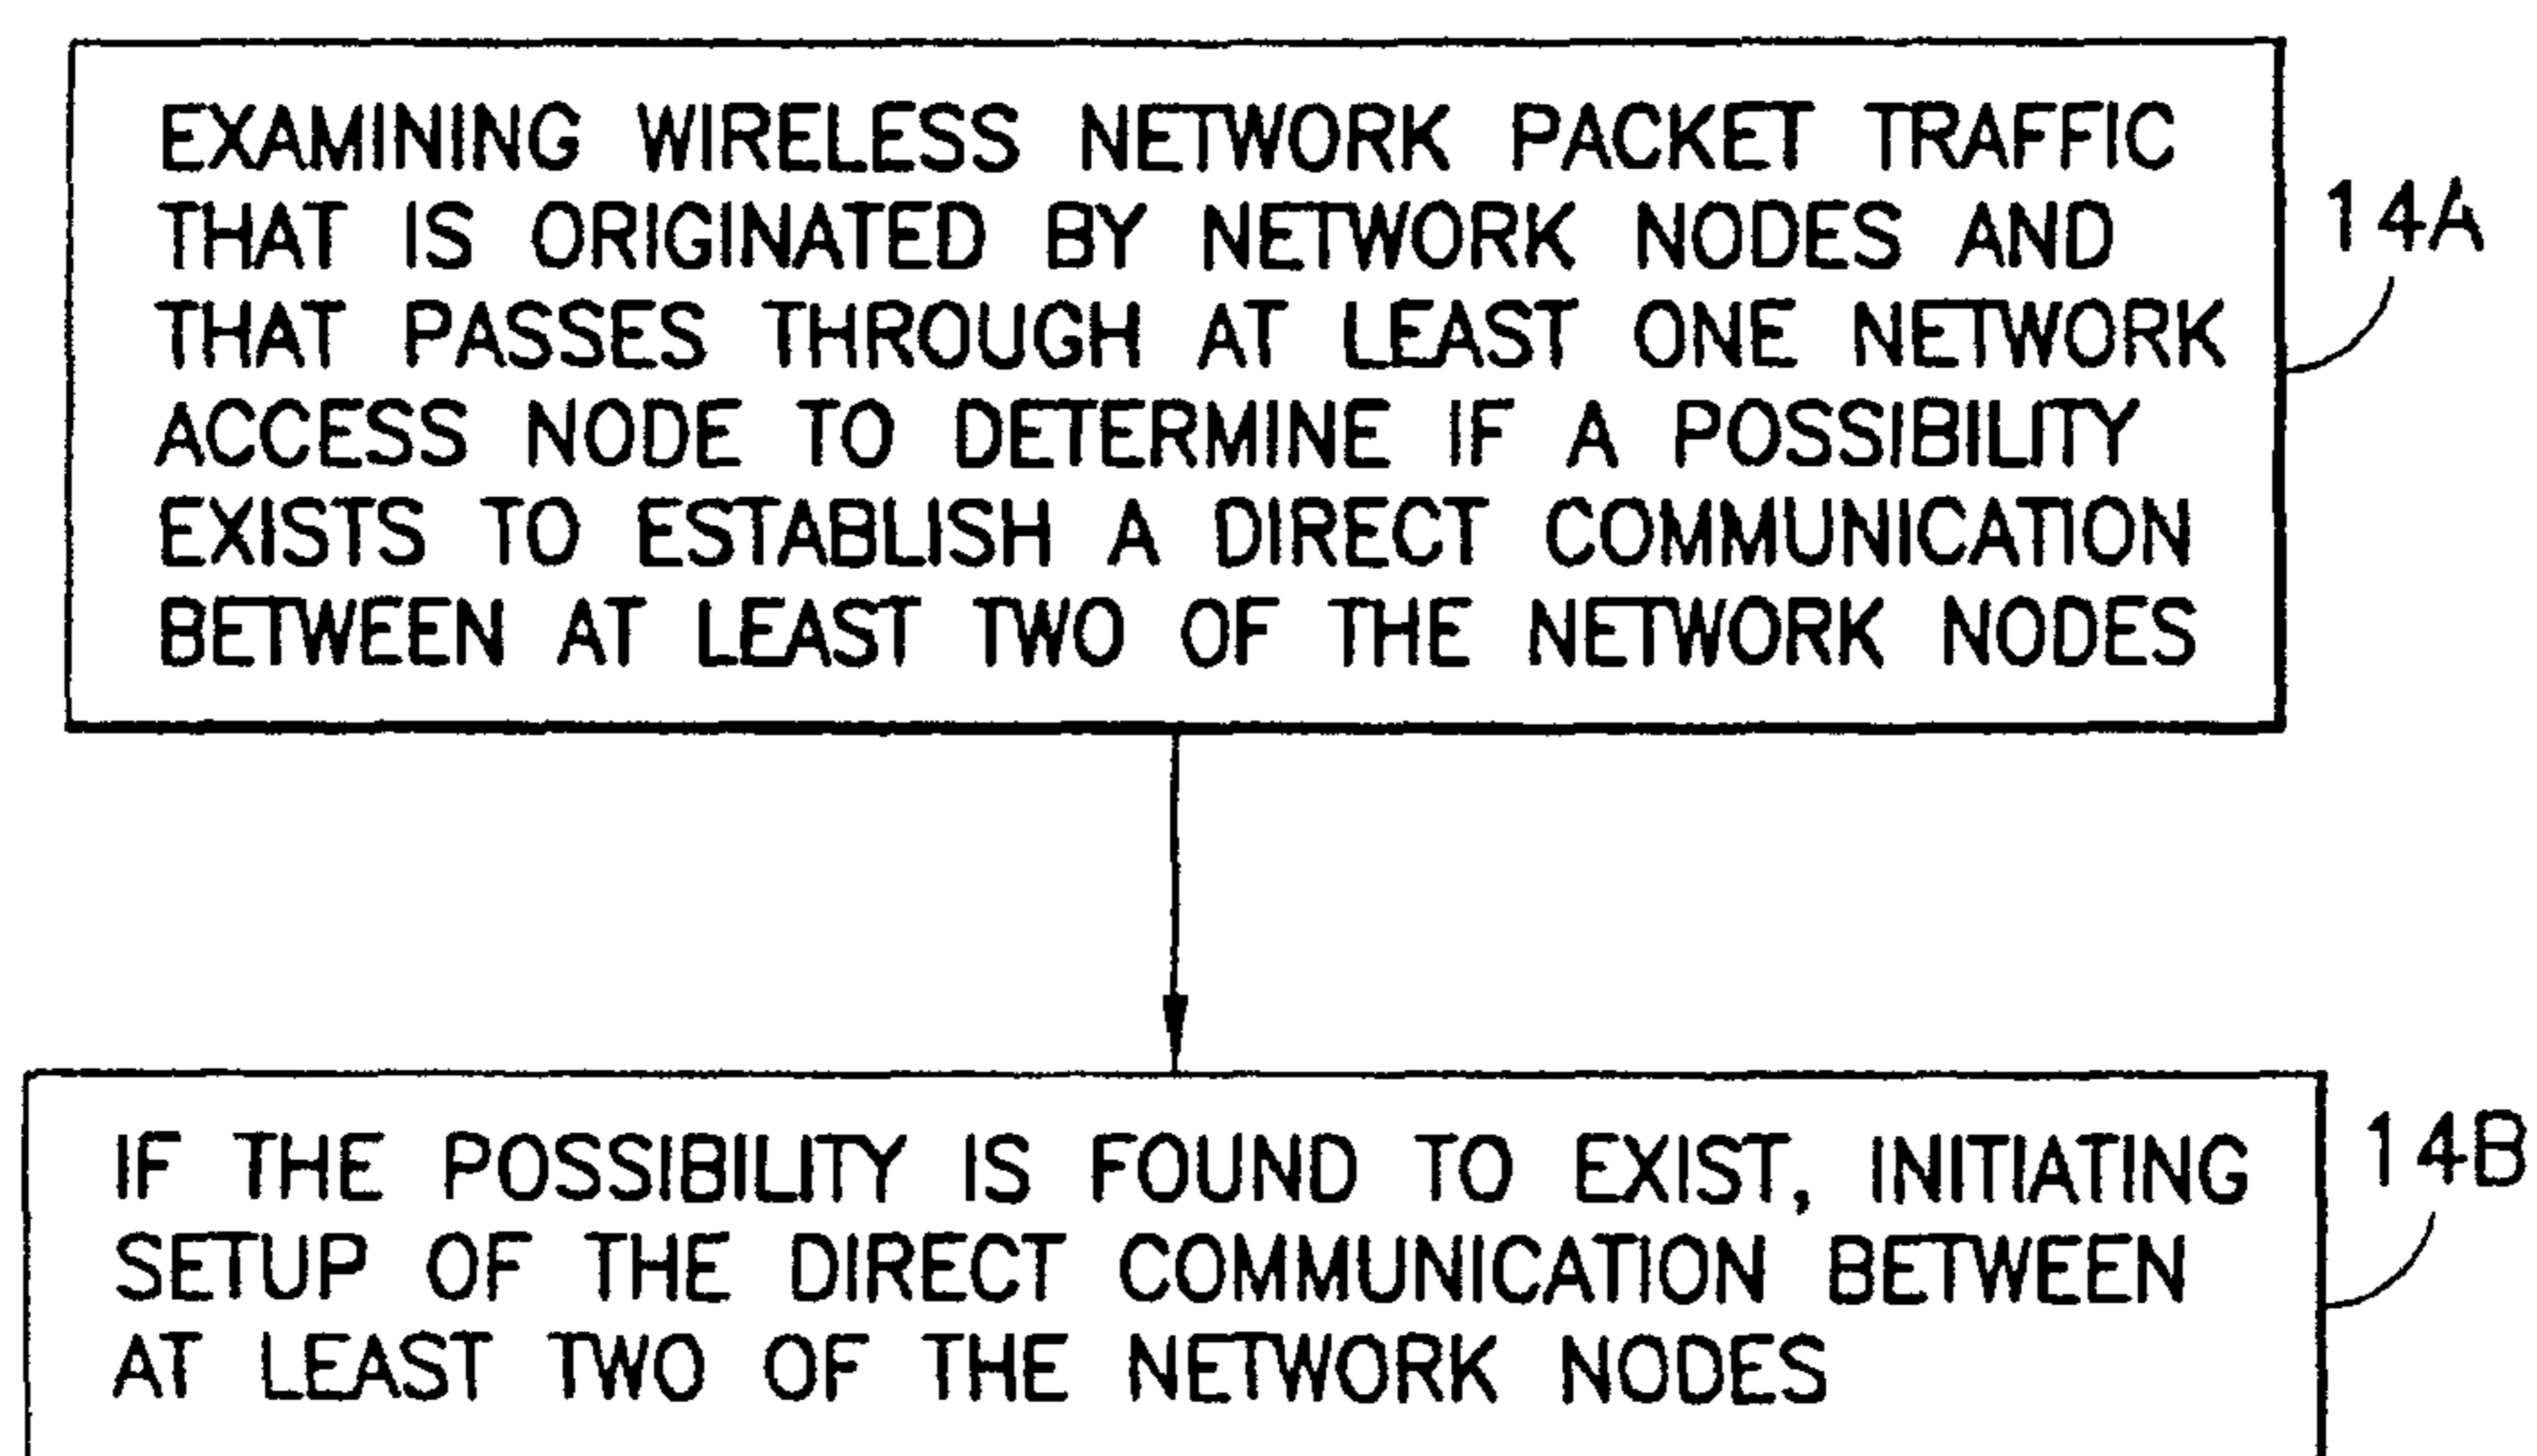 EXAMINING WIRELESS NETWORK PACKET TRAFFIC
THAT IS ORIGINATED BY NETWORK NODES AND
THAT PASSES THROUGH AT LEAST ONE NETWORK
ACCESS NODE TO DETERMINE IF A POSSIBILITY
EXISTS TO ESTABLISH A DIRECT COMMUNICATION
BETWEEN AT LEAST TWO OF THE NETWORK NODES
14A
IF THE POSSIBILITY IS FOUND TO EXIST, INITIATING
SETUP OF THE DIRECT COMMUNICATION BETWEEN
AT LEAST TWO OF THE NETWORK NODES
14B